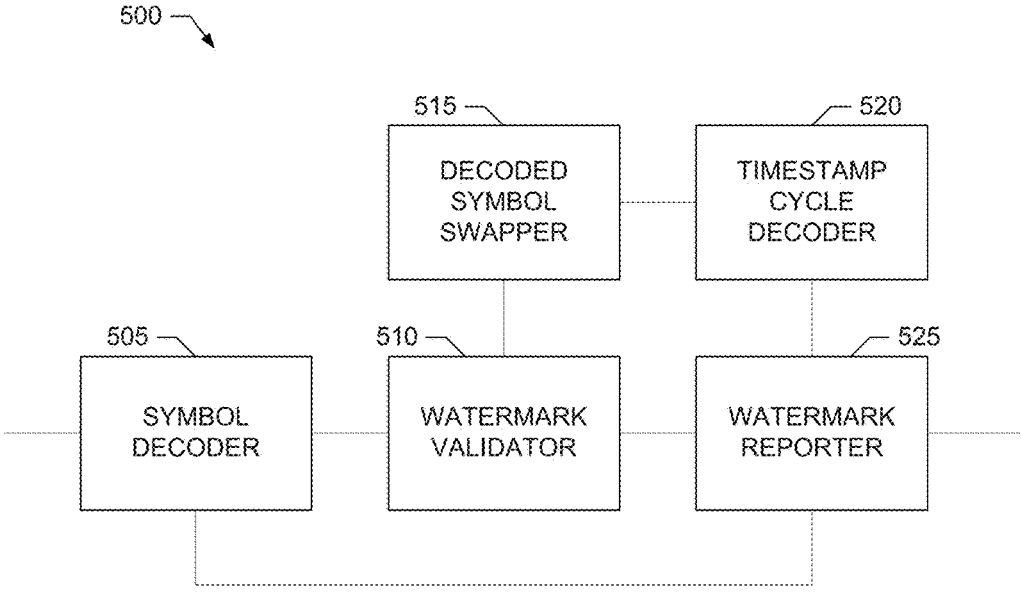 500
515
520
DECODED
SYMBOL
SWAPPER
TIMESTAMP
CYCLE
DECODER
505
510
525
SYMBOL
DECODER
WATERMARK
VALIDATOR
WATERMARK
REPORTER